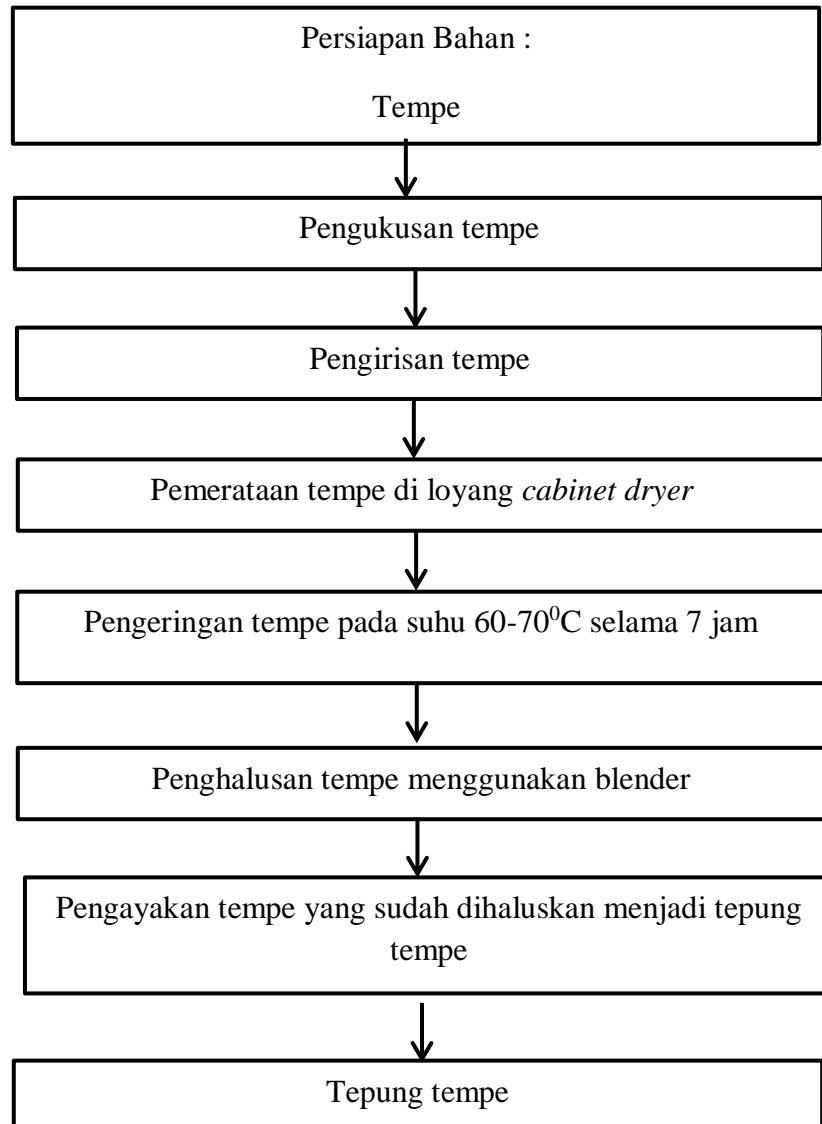 Persiapan Bahan :
Tempe
Pengukusan tempe
Pengirisan tempe
Pemerataan tempe di loyang cabinet dryer
Pengeringan tempe pada suhu 60-70⁰C selama 7 jam
Penghalusan tempe menggunakan blender
Pengayakan tempe yang sudah dihaluskan menjadi tepung
tempe
Tepung tempe